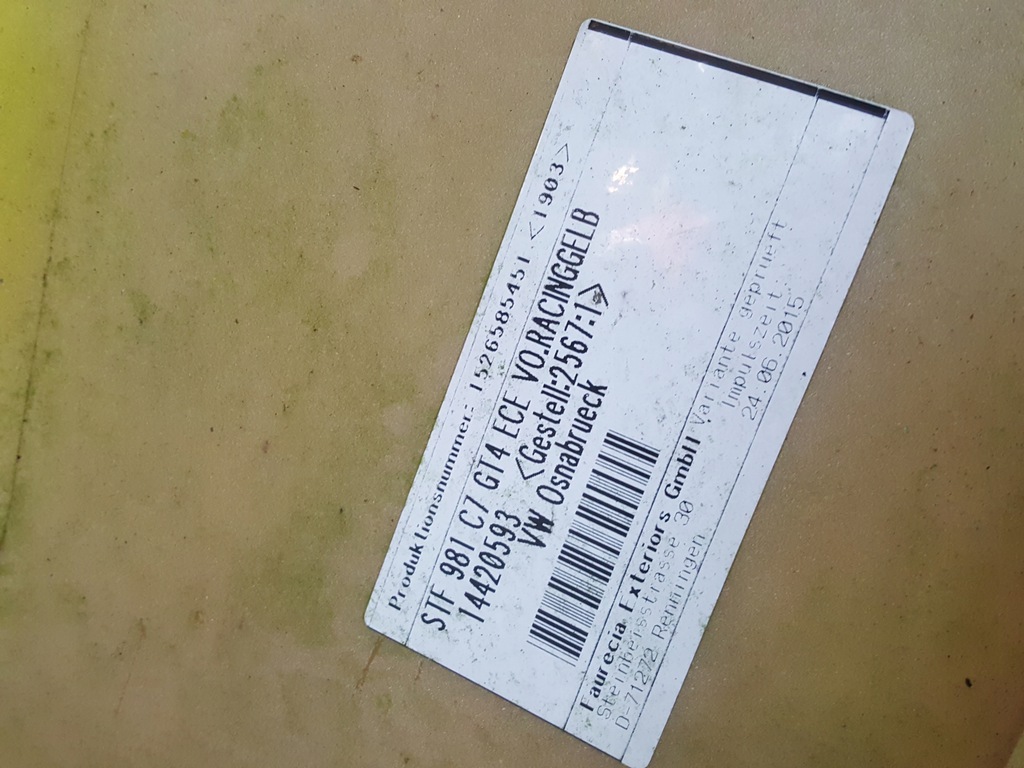 Produktionsnummer: 1526585451 <1903>
STF 981 C7 GT4 ECE VO.RACINGGELB
14420593 <Gestell:2567:1>
VW Osnabrueck
Faurecia Exteriors GmbH Variante geprueft
Steinbeisstrasse 30 Impulszeit
D-71272 Renningen 24.06.2015